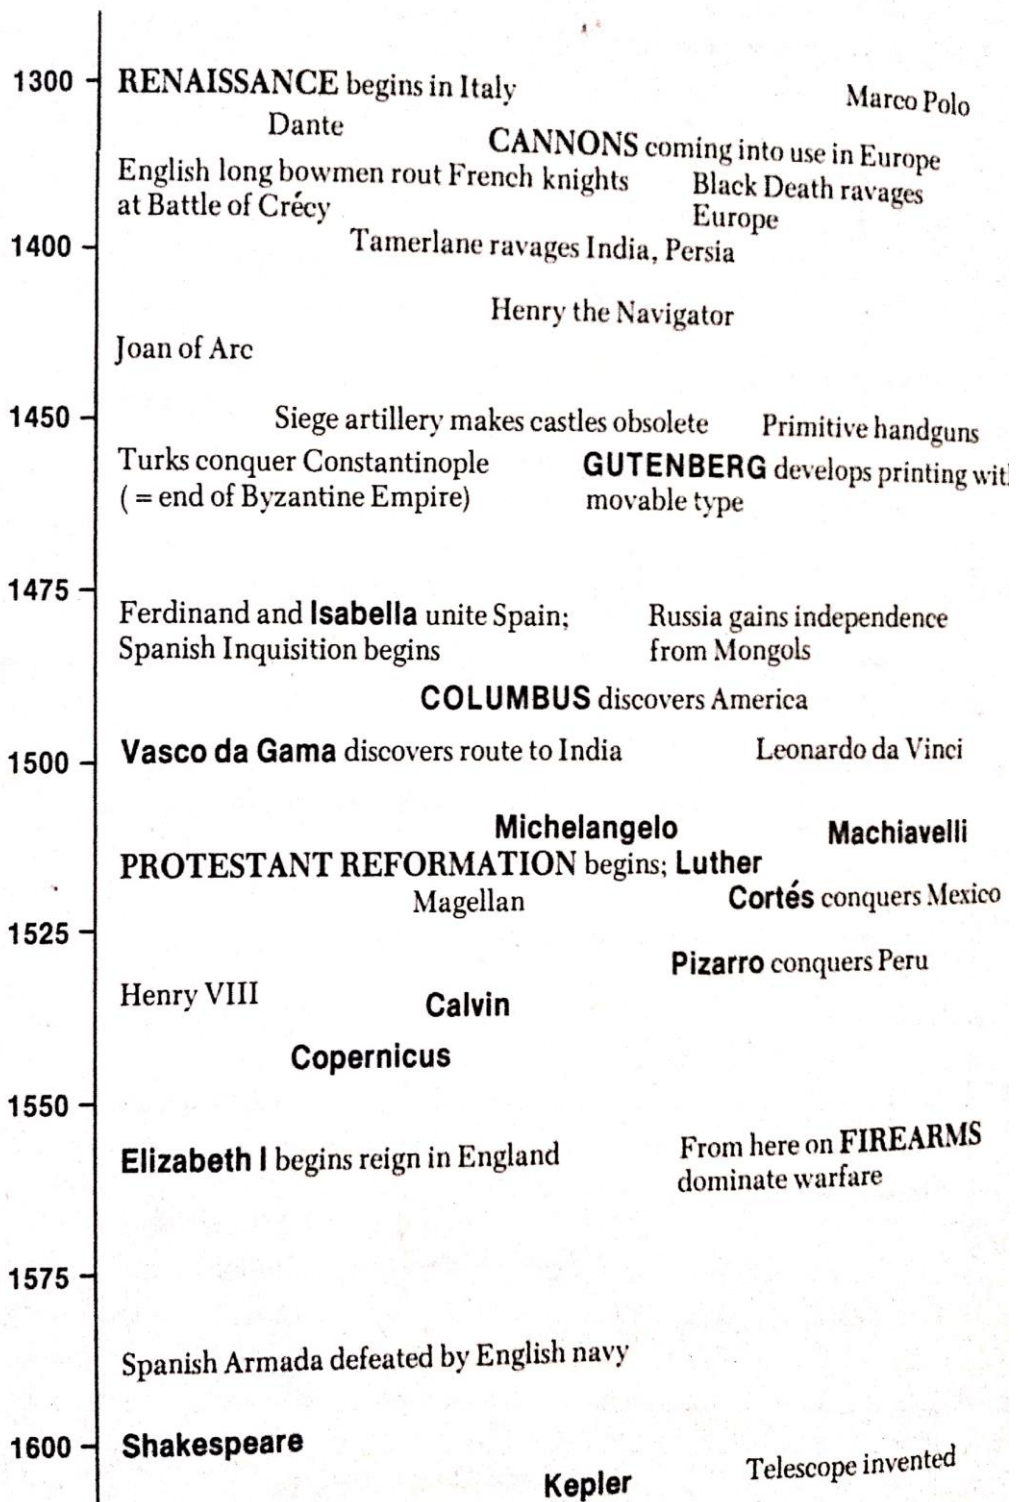 1300 RENAISSANCE begins in Italy
Marco Polo
Dante
CANNONS coming into use in Europe
English long bowmen rout French knights
at Battle of Crécy
Black Death ravages
Europe
1400
Tamerlane ravages India, Persia
Henry the Navigator
Joan of Arc
1450
Siege artillery makes castles obsolete
Primitive handguns
Turks conquer Constantinople
( = end of Byzantine Empire)
GUTENBERG develops printing with
movable type
1475
Ferdinand and Isabella unite Spain;
Spanish Inquisition begins
Russia gains independence
from Mongols
COLUMBUS discovers America
1500 Vasco da Gama discovers route to India
Leonardo da Vinci
Michelangelo
Machiavelli
PROTESTANT REFORMATION begins; Luther
Magellan
Cortés conquers Mexico
1525
Pizarro conquers Peru
Henry VIII
Calvin
Copernicus
1550
Elizabeth I begins reign in England
From here on FIREARMS
dominate warfare
1575
Spanish Armada defeated by English navy
1600 Shakespeare
Kepler
Telescope invented